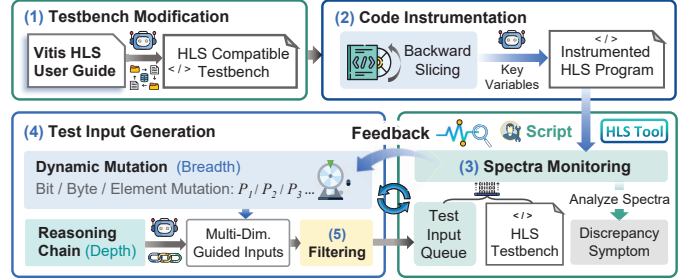 (1) Testbench Modification
Vitis HLS
User Guide
HLS Compatible
</> Testbench
(2) Code Instrumentation
</>
Backward
Slicing
Key
Variables
</>
Instrumented
HLS Program
(4) Test Input Generation
Dynamic Mutation (Breadth)
Bit / Byte / Element Mutation: P1 / P2 / P3 ...
Reasoning
Chain (Depth)
Multi-Dim.
Guided Inputs
(5)
Filtering
Feedback
Script
HLS Tool
(3) Spectra Monitoring
Analyze Spectra
Test
Input
Queue
</>
HLS
Testbench
Discrepancy
Symptom